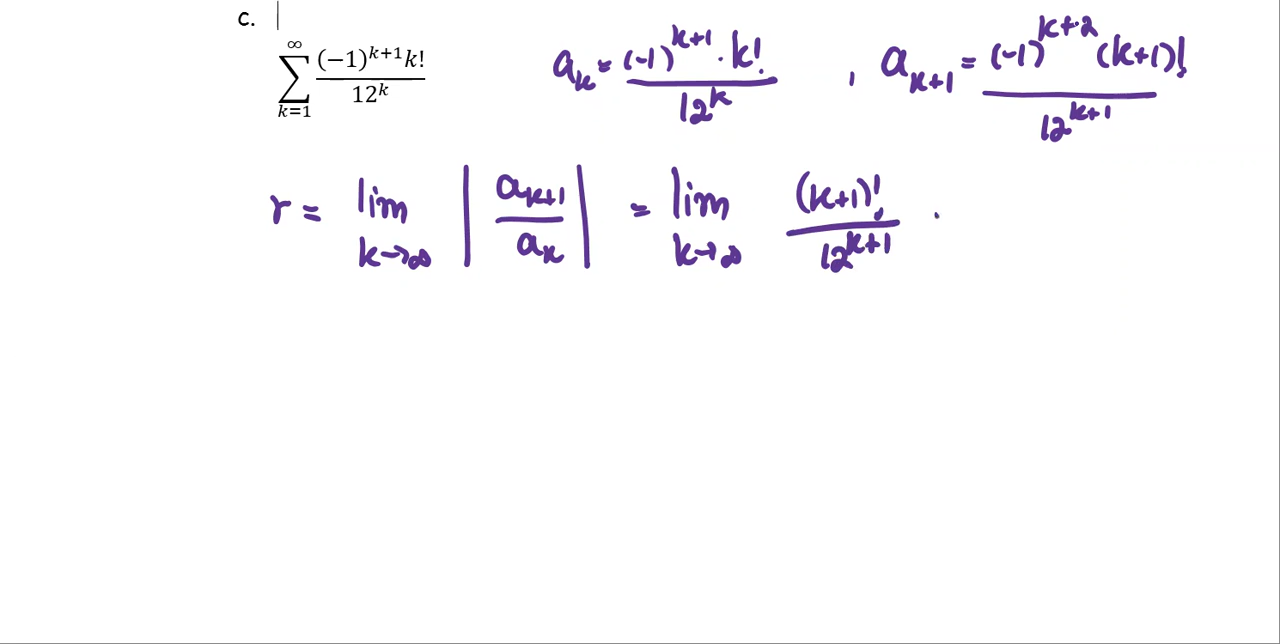 c.
∑_{k=1}^{∞} (-1)^{k+1}k! / 12^k    a_k = (-1)^{k+1} · k! / 12^k , a_{k+1} = (-1)^{k+2} (k+1)! / 12^{k+1}
r = lim_{k→∞} | a_{k+1} / a_k | = lim_{k→∞} (k+1)! / 12^{k+1} ·